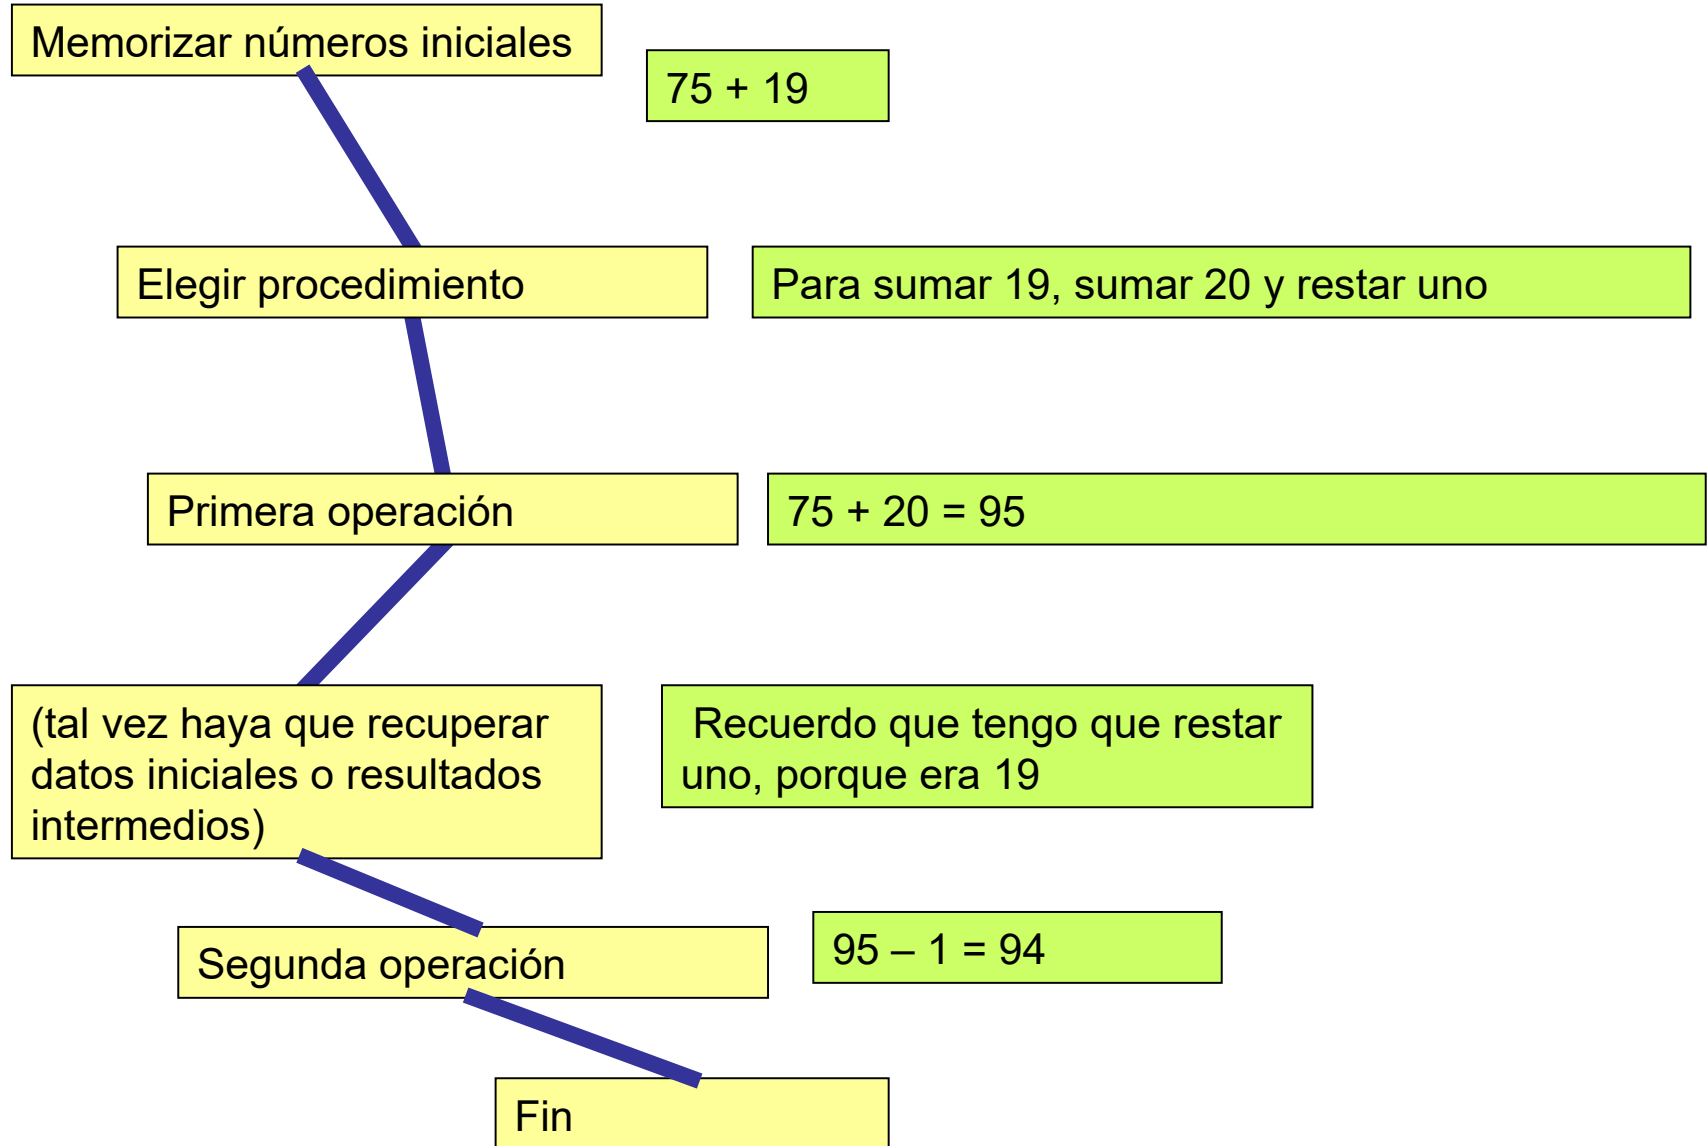 Memorizar números iniciales
75 + 19
Elegir procedimiento
Para sumar 19, sumar 20 y restar uno
Primera operación
75 + 20 = 95
(tal vez haya que recuperar
datos iniciales o resultados
intermedios)
Recuerdo que tengo que restar
uno, porque era 19
Segunda operación
95 – 1 = 94
Fin